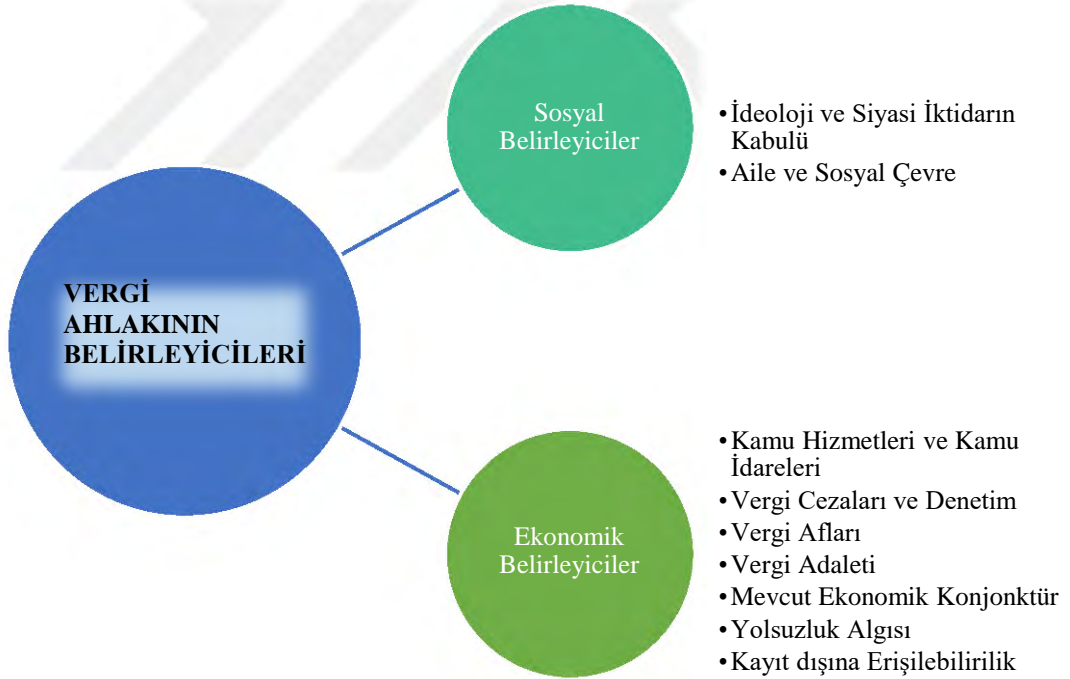 VERGİ
AHLAKININ
BELİRLEYİCİLERİ
Sosyal
Belirleyiciler
•İdeoloji ve Siyasi İktidarın
Kabulü
•Aile ve Sosyal Çevre
Ekonomik
Belirleyiciler
•Kamu Hizmetleri ve Kamu
İdareleri
•Vergi Cezaları ve Denetim
•Vergi Afları
•Vergi Adaleti
•Mevcut Ekonomik Konjonktür
•Yolsuzluk Algısı
•Kayıt dışına Erişilebilirilik